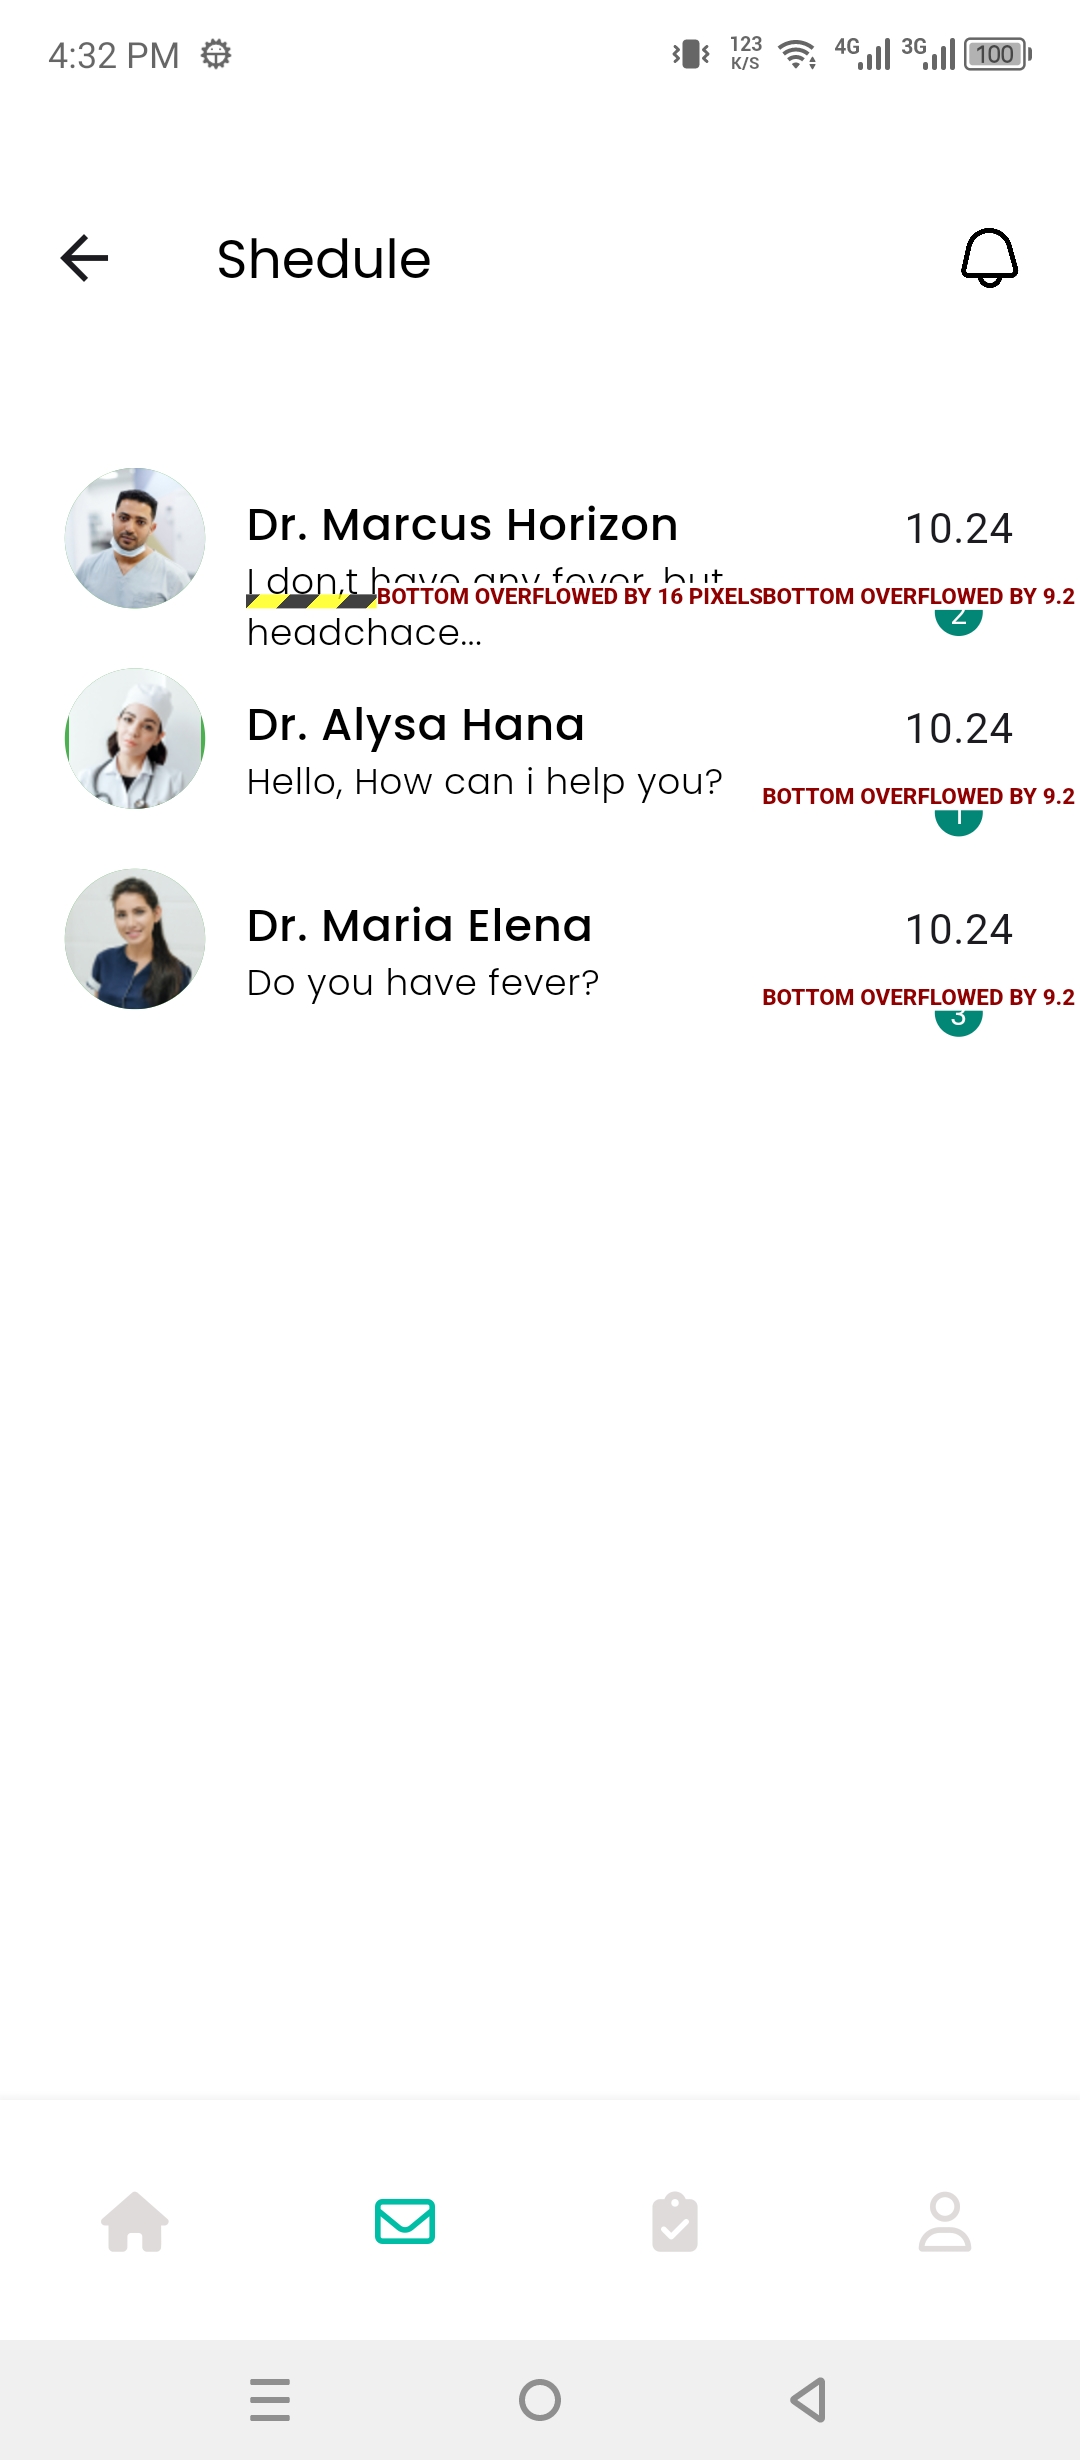 4:32 PM 123 K/S 4G 3G 100
Shedule
Dr. Marcus Horizon 10.24
I don,t have any fever, but
BOTTOM OVERFLOWED BY 16 PIXELS BOTTOM OVERFLOWED BY 9.2
2
headchace...
Dr. Alysa Hana 10.24
Hello, How can i help you?
BOTTOM OVERFLOWED BY 9.2
1
Dr. Maria Elena 10.24
Do you have fever?
BOTTOM OVERFLOWED BY 9.2
3